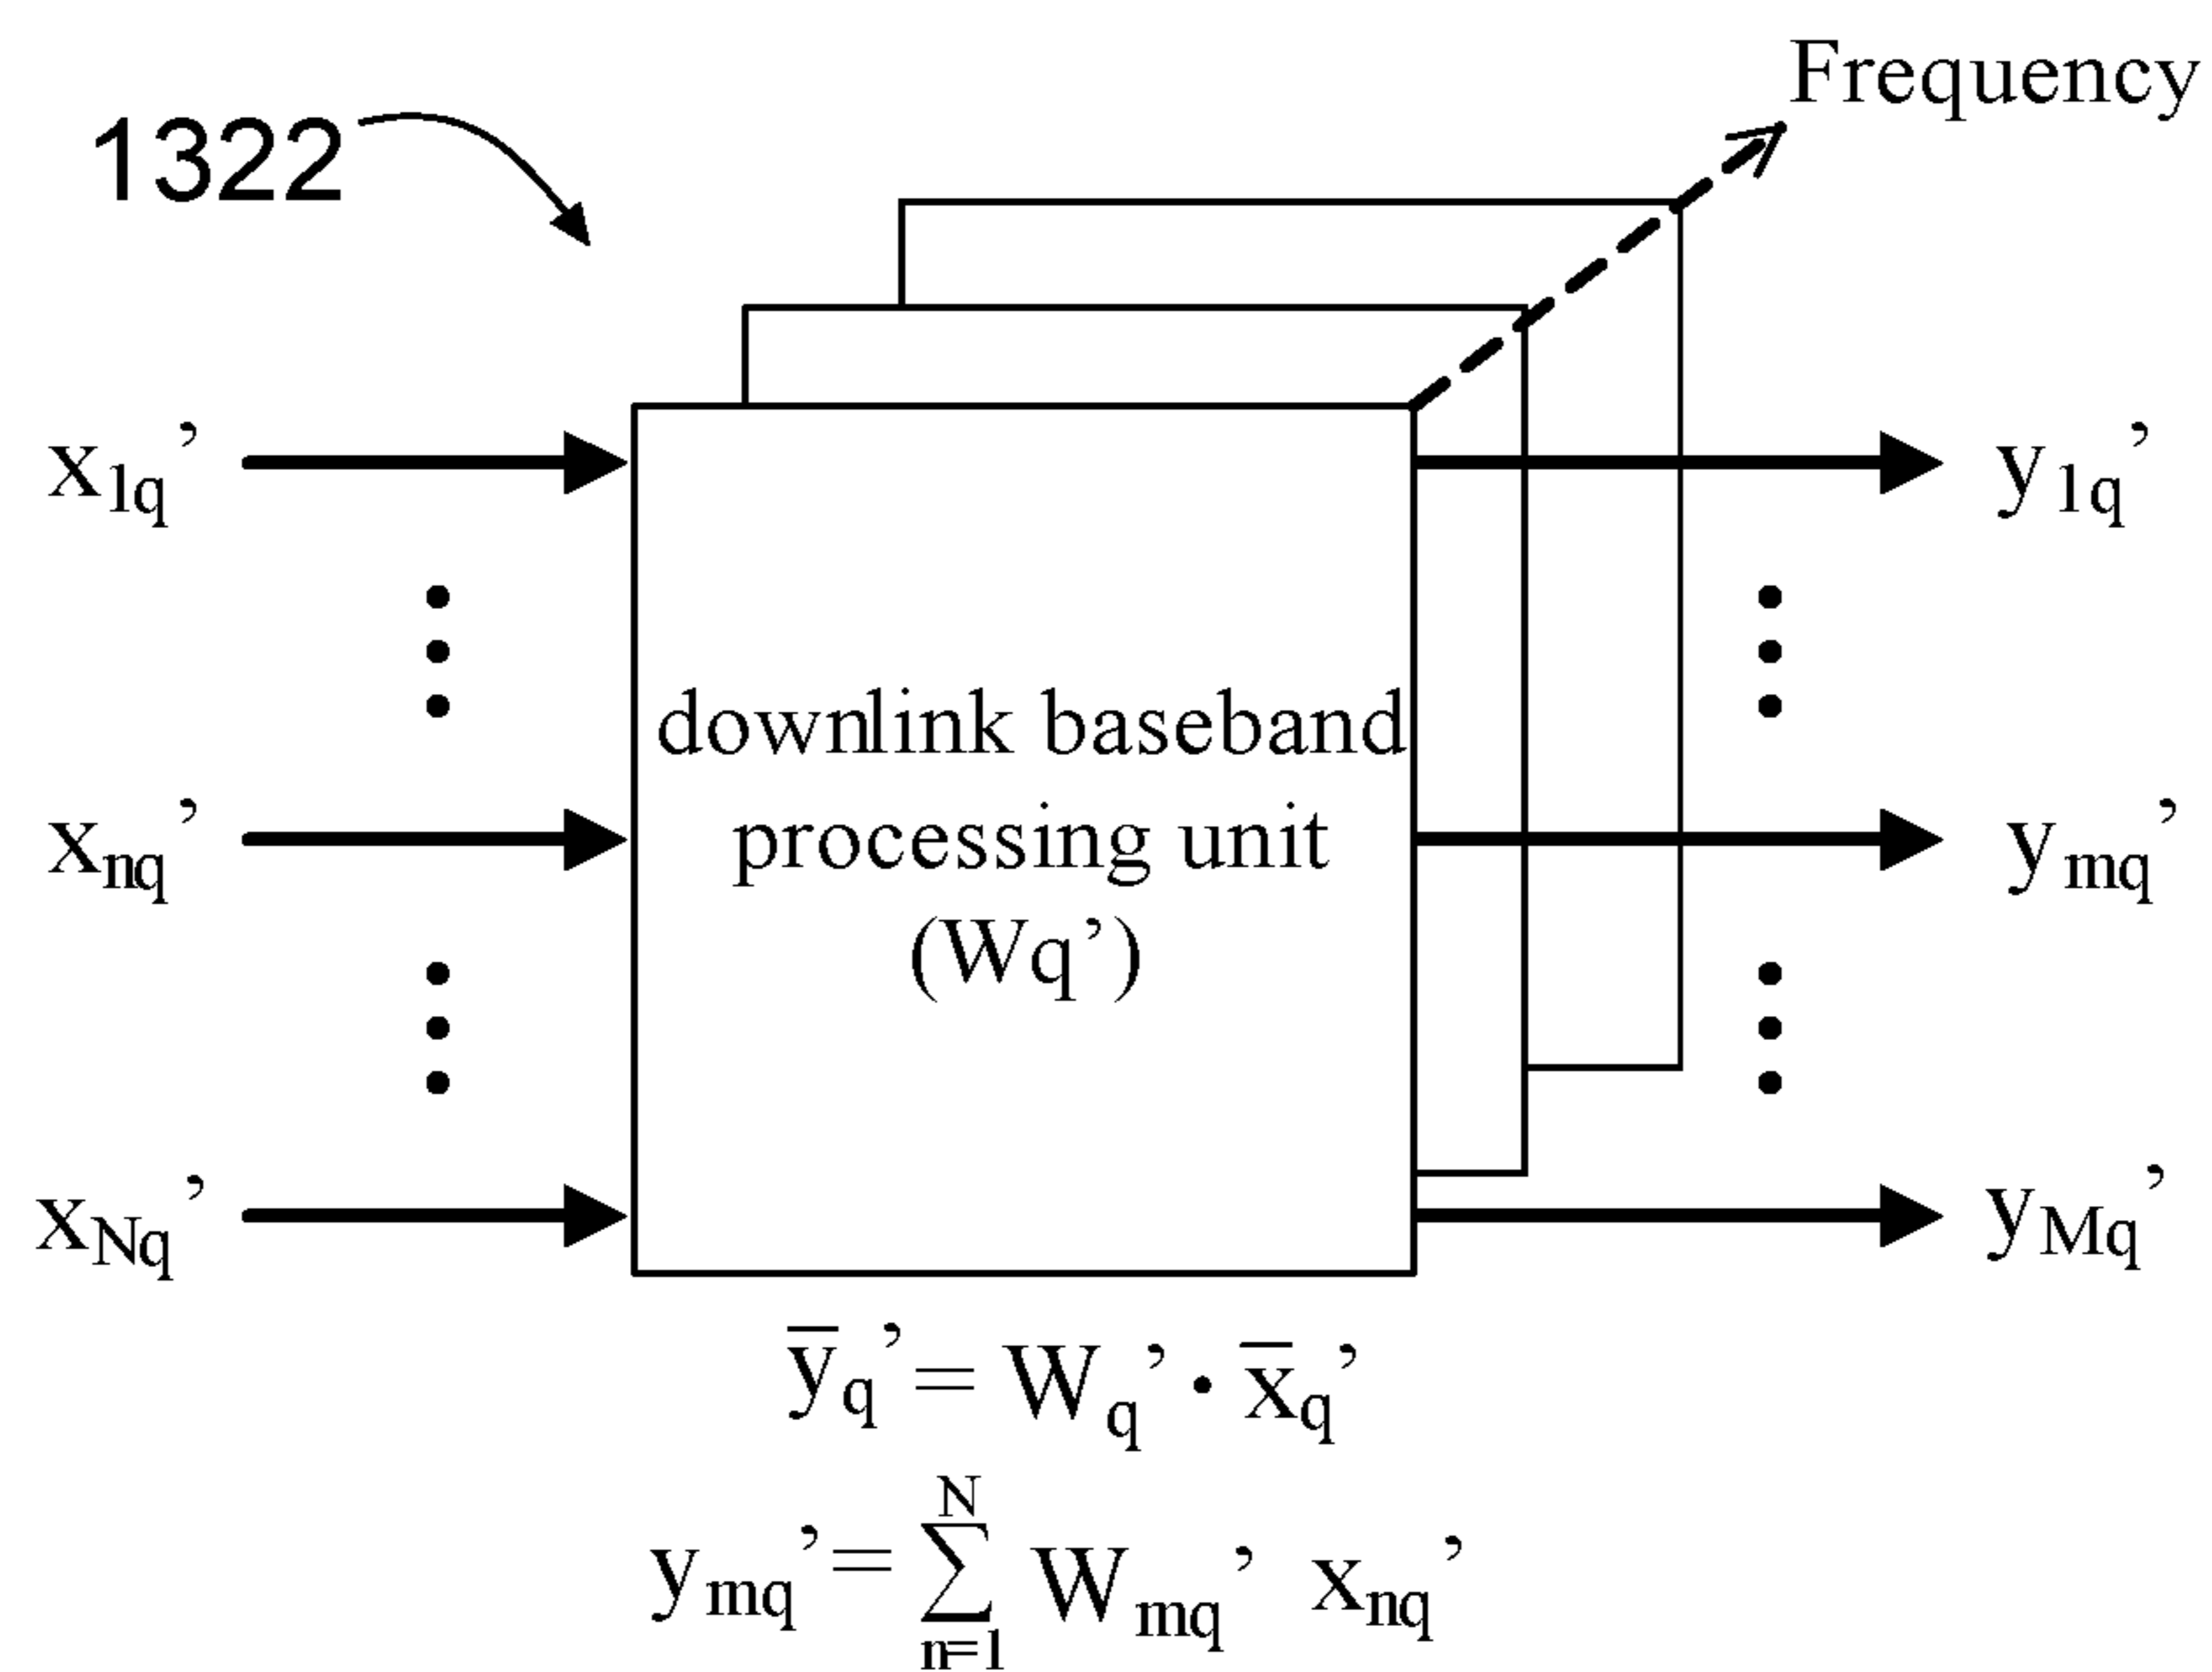 Frequency
1322
x1q’
y1q’
downlink baseband
processing unit
(Wq’)
xnq’
ymq’
xNq’
yMq’
y̅q’= Wq’· x̅q’
ymq’= ∑ n=1 N Wmq’ xnq’